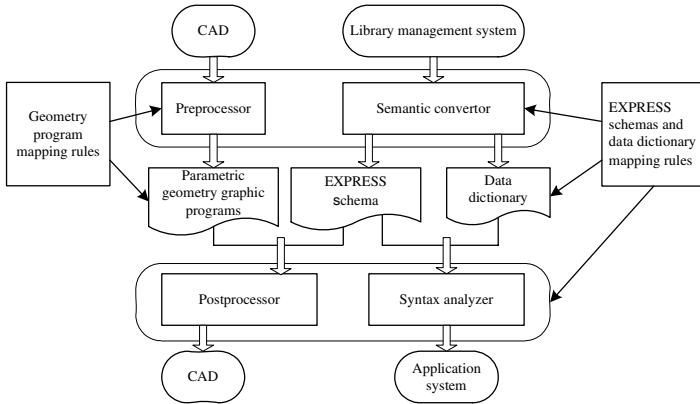 CAD
Library management system
Geometry
program
mapping rules
Preprocessor
Semantic convertor
EXPRESS
schemas and
data dictionary
mapping rules
Parametric
geometry graphic
programs
EXPRESS
schema
Data
dictionary
Postprocessor
Syntax analyzer
CAD
Application
system